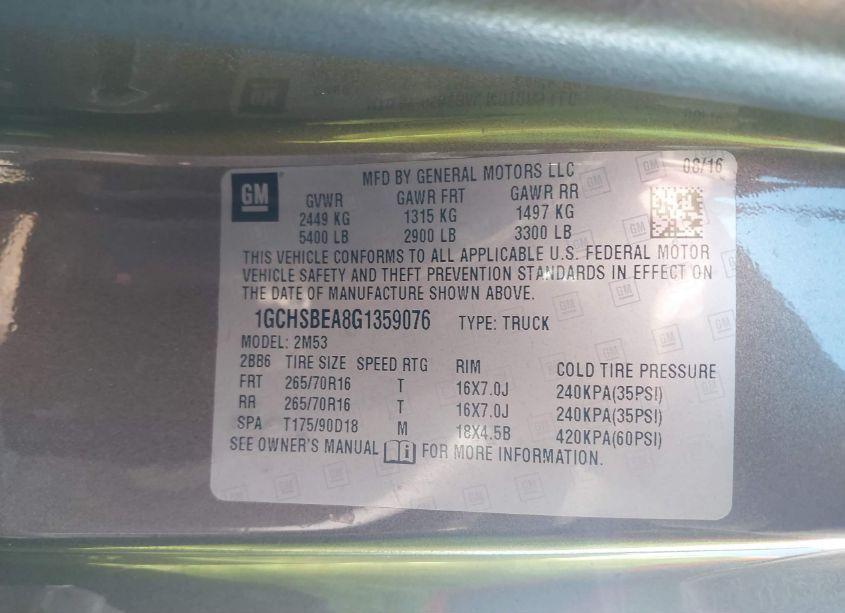 GM
MFD BY GENERAL MOTORS LLC 08/16
GVWR GAWR FRT GAWR RR
2449 KG 1315 KG 1497 KG
5400 LB 2900 LB 3300 LB
THIS VEHICLE CONFORMS TO ALL APPLICABLE U.S. FEDERAL MOTOR
VEHICLE SAFETY AND THEFT PREVENTION STANDARDS IN EFFECT ON
THE DATE OF MANUFACTURE SHOWN ABOVE.
1GCHSBEA8G1359076 TYPE: TRUCK
MODEL: 2M53
2BB6 TIRE SIZE SPEED RTG RIM COLD TIRE PRESSURE
FRT 265/70R16 T 16X7.0J 240KPA(35PSI)
RR 265/70R16 T 16X7.0J 240KPA(35PSI)
SPA T175/90D18 M 18X4.5B 420KPA(60PSI)
SEE OWNER'S MANUAL i FOR MORE INFORMATION.